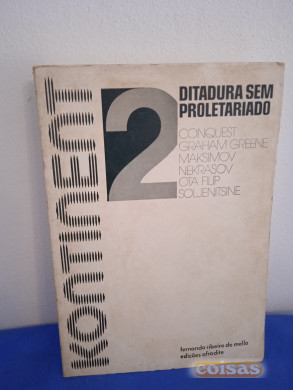 KONTINENT
2
DITADURA SEM
PROLETARIADO
CONQUEST
GRAHAM GREENE
MAKSIMOV
NEKRASOV
OTA FILIP
SOLJENITSINE
fernando ribeiro de mello
edições afrodite
coisas